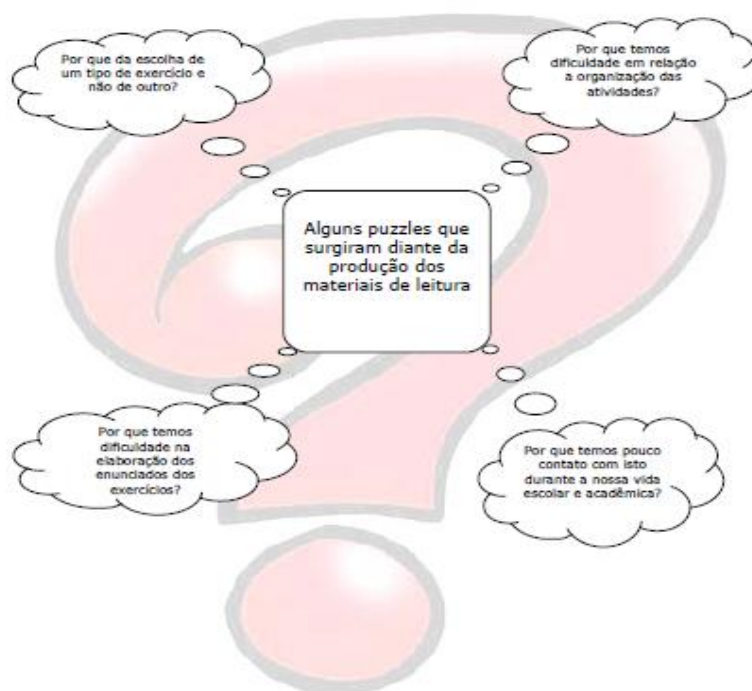 Por que da escolha de
um tipo de exercício e
não de outro?
Por que temos
dificuldade em relação
a organização das
atividades?
Alguns puzzles que
surgiram diante da
produção dos
materiais de leitura
Por que temos
dificuldade na
elaboração dos
enunciados dos
exercícios?
Por que temos pouco
contato com isto
durante a nossa vida
escolar e acadêmica?